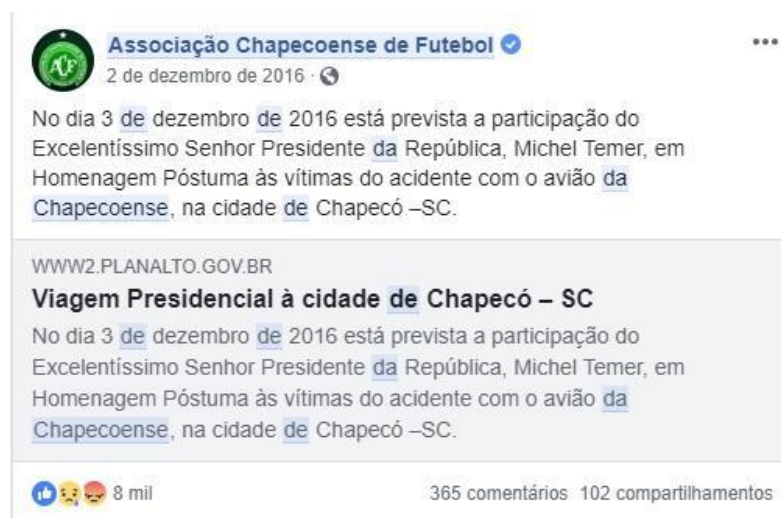 ACF
Associação Chapecoense de Futebol
2 de dezembro de 2016 ·
No dia 3 de dezembro de 2016 está prevista a participação do
Excelentíssimo Senhor Presidente da República, Michel Temer, em
Homenagem Póstuma às vítimas do acidente com o avião da
Chapecoense, na cidade de Chapecó –SC.
WWW2.PLANALTO.GOV.BR
Viagem Presidencial à cidade de Chapecó – SC
No dia 3 de dezembro de 2016 está prevista a participação do
Excelentíssimo Senhor Presidente da República, Michel Temer, em
Homenagem Póstuma às vítimas do acidente com o avião da
Chapecoense, na cidade de Chapecó –SC.
8 mil 365 comentários 102 compartilhamentos